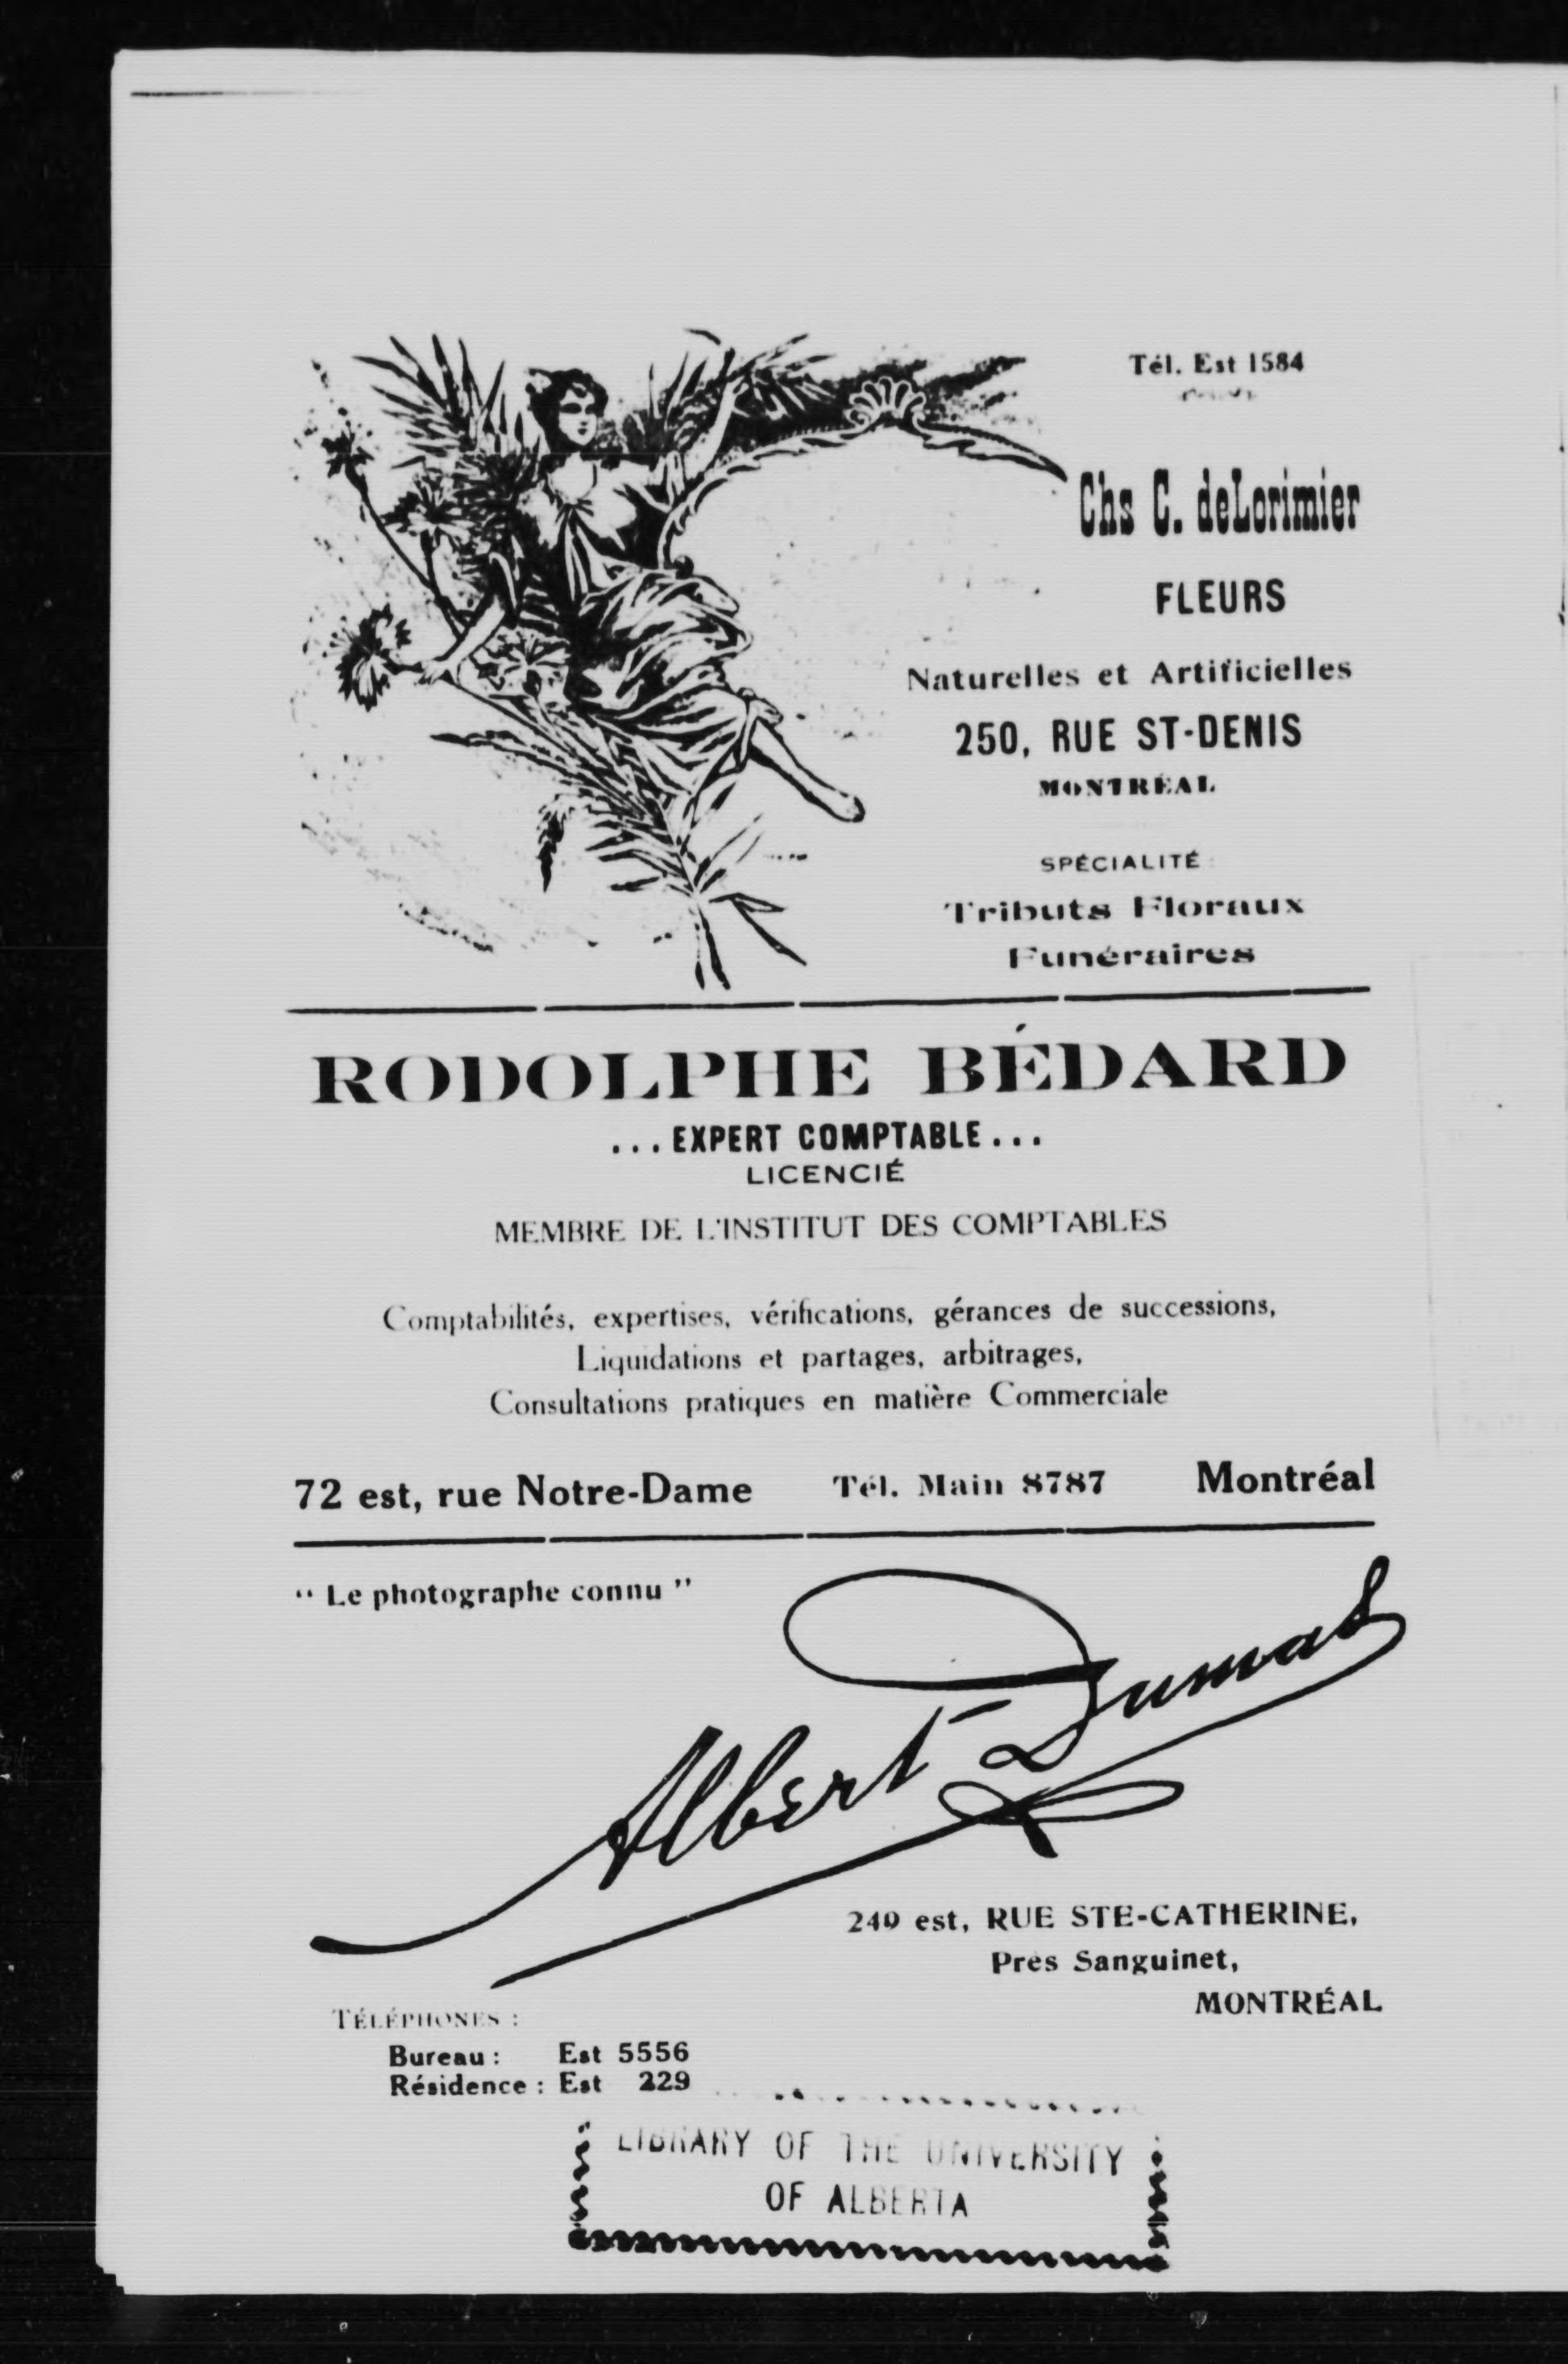 Tél. Est 1584
Chs C. deLorimier
FLEURS
Naturelles et Artificielles
250, RUE ST-DENIS
MONTRÉAL
SPÉCIALITÉ
Tributs Floraux
Funéraires
RODOLPHE BÉDARD
...EXPERT COMPTABLE...
LICENCIÉ
MEMBRE DE L'INSTITUT DES COMPTABLES
Comptabilités, expertises, vérifications, gérances de successions,
Liquidations et partages, arbitrages,
Consultations pratiques en matière Commerciale
72 est, rue Notre-Dame Tél. Main 8787 Montréal
“ Le photographe connu ”
Albert Dumas
249 est, RUE STE-CATHERINE,
Près Sanguinet,
MONTRÉAL
TÉLÉPHONES :
Bureau : Est 5556
Résidence : Est 229
LIBRARY OF THE UNIVERSITY
OF ALBERTA